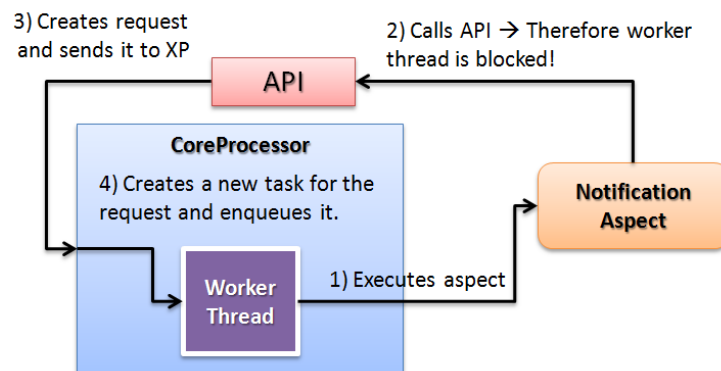 3) Creates request
and sends it to XP
2) Calls API → Therefore worker
thread is blocked!
API
CoreProcessor
4) Creates a new task for the
request and enqueues it.
Notification
Aspect
Worker
Thread
1) Executes aspect